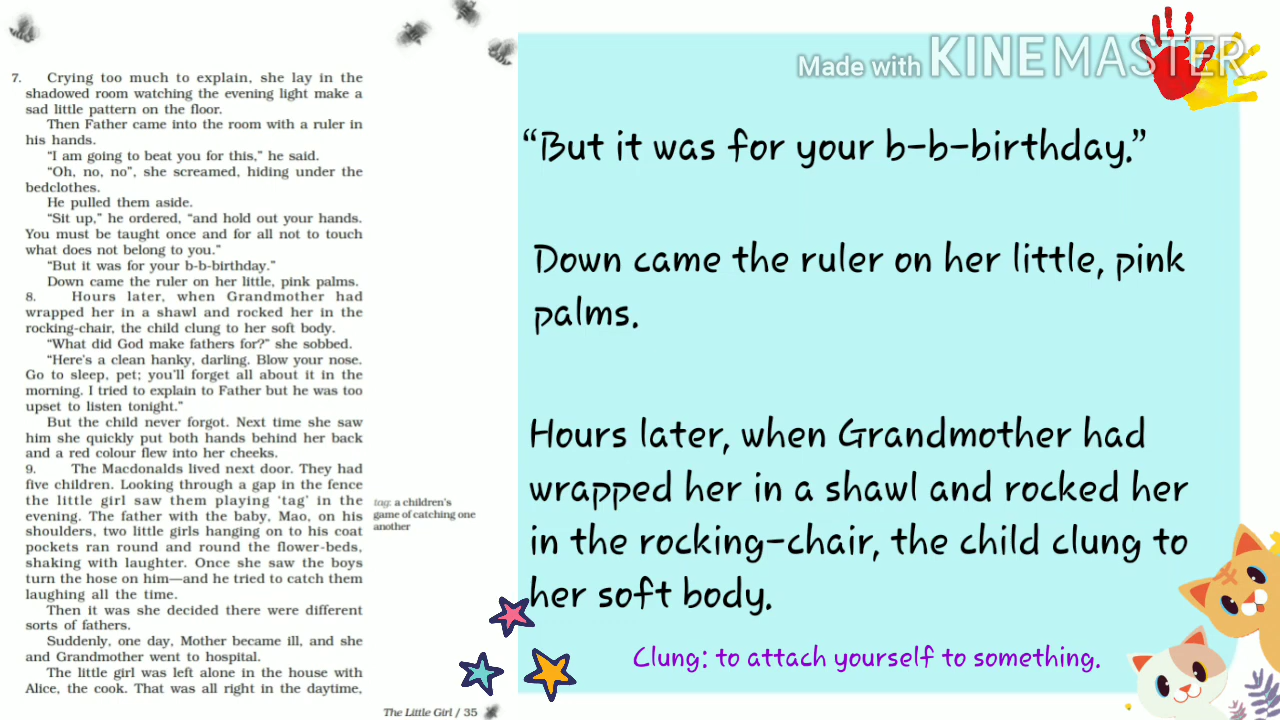 7. Crying too much to explain, she lay in the
shadowed room watching the evening light make a
sad little pattern on the floor.
Then Father came into the room with a ruler in
his hands.
“I am going to beat you for this,” he said.
“Oh, no, no”, she screamed, hiding under the
bedclothes.
He pulled them aside.
“Sit up,” he ordered, “and hold out your hands.
You must be taught once and for all not to touch
what does not belong to you.”
“But it was for your b-b-birthday.”
Down came the ruler on her little, pink palms.
8. Hours later, when Grandmother had
wrapped her in a shawl and rocked her in the
rocking-chair, the child clung to her soft body.
“What did God make fathers for?” she sobbed.
“Here’s a clean hanky, darling. Blow your nose.
Go to sleep, pet; you’ll forget all about it in the
morning. I tried to explain to Father but he was too
upset to listen tonight.”
But the child never forgot. Next time she saw
him she quickly put both hands behind her back
and a red colour flew into her cheeks.
9. The Macdonalds lived next door. They had
five children. Looking through a gap in the fence
the little girl saw them playing ‘tag’ in the
evening. The father with the baby, Mao, on his
shoulders, two little girls hanging on to his coat
pockets ran round and round the flower-beds,
shaking with laughter. Once she saw the boys
turn the hose on him—and he tried to catch them
laughing all the time.
Then it was she decided there were different
sorts of fathers.
Suddenly, one day, Mother became ill, and she
and Grandmother went to hospital.
The little girl was left alone in the house with
Alice, the cook. That was all right in the daytime,
tag: a children’s
game of catching one
another
The Little Girl / 35
Made with KINEMASTER
“But it was for your b-b-birthday.”
Down came the ruler on her little, pink
palms.
Hours later, when Grandmother had
wrapped her in a shawl and rocked her
in the rocking-chair, the child clung to
her soft body.
Clung: to attach yourself to something.